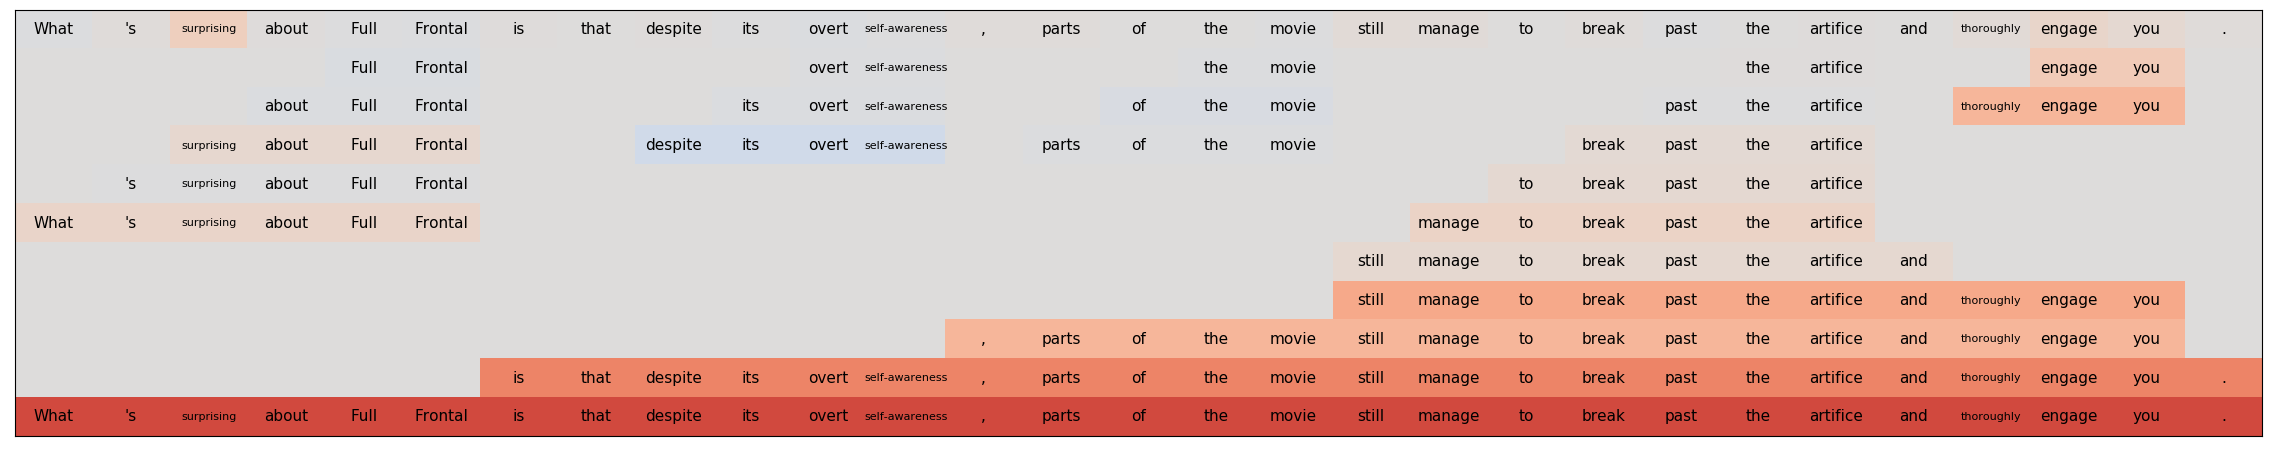 What 's surprising about Full Frontal is that despite its overt self-awareness , parts of the movie still manage to break past the artifice and thoroughly engage you .
Full Frontal overt self-awareness the movie the artifice engage you
about Full Frontal its overt self-awareness of the movie past the artifice thoroughly engage you
surprising about Full Frontal despite its overt self-awareness parts of the movie break past the artifice
's surprising about Full Frontal to break past the artifice
What 's surprising about Full Frontal manage to break past the artifice
still manage to break past the artifice and
still manage to break past the artifice and thoroughly engage you
, parts of the movie still manage to break past the artifice and thoroughly engage you
is that despite its overt self-awareness , parts of the movie still manage to break past the artifice and thoroughly engage you .
What 's surprising about Full Frontal is that despite its overt self-awareness , parts of the movie still manage to break past the artifice and thoroughly engage you .